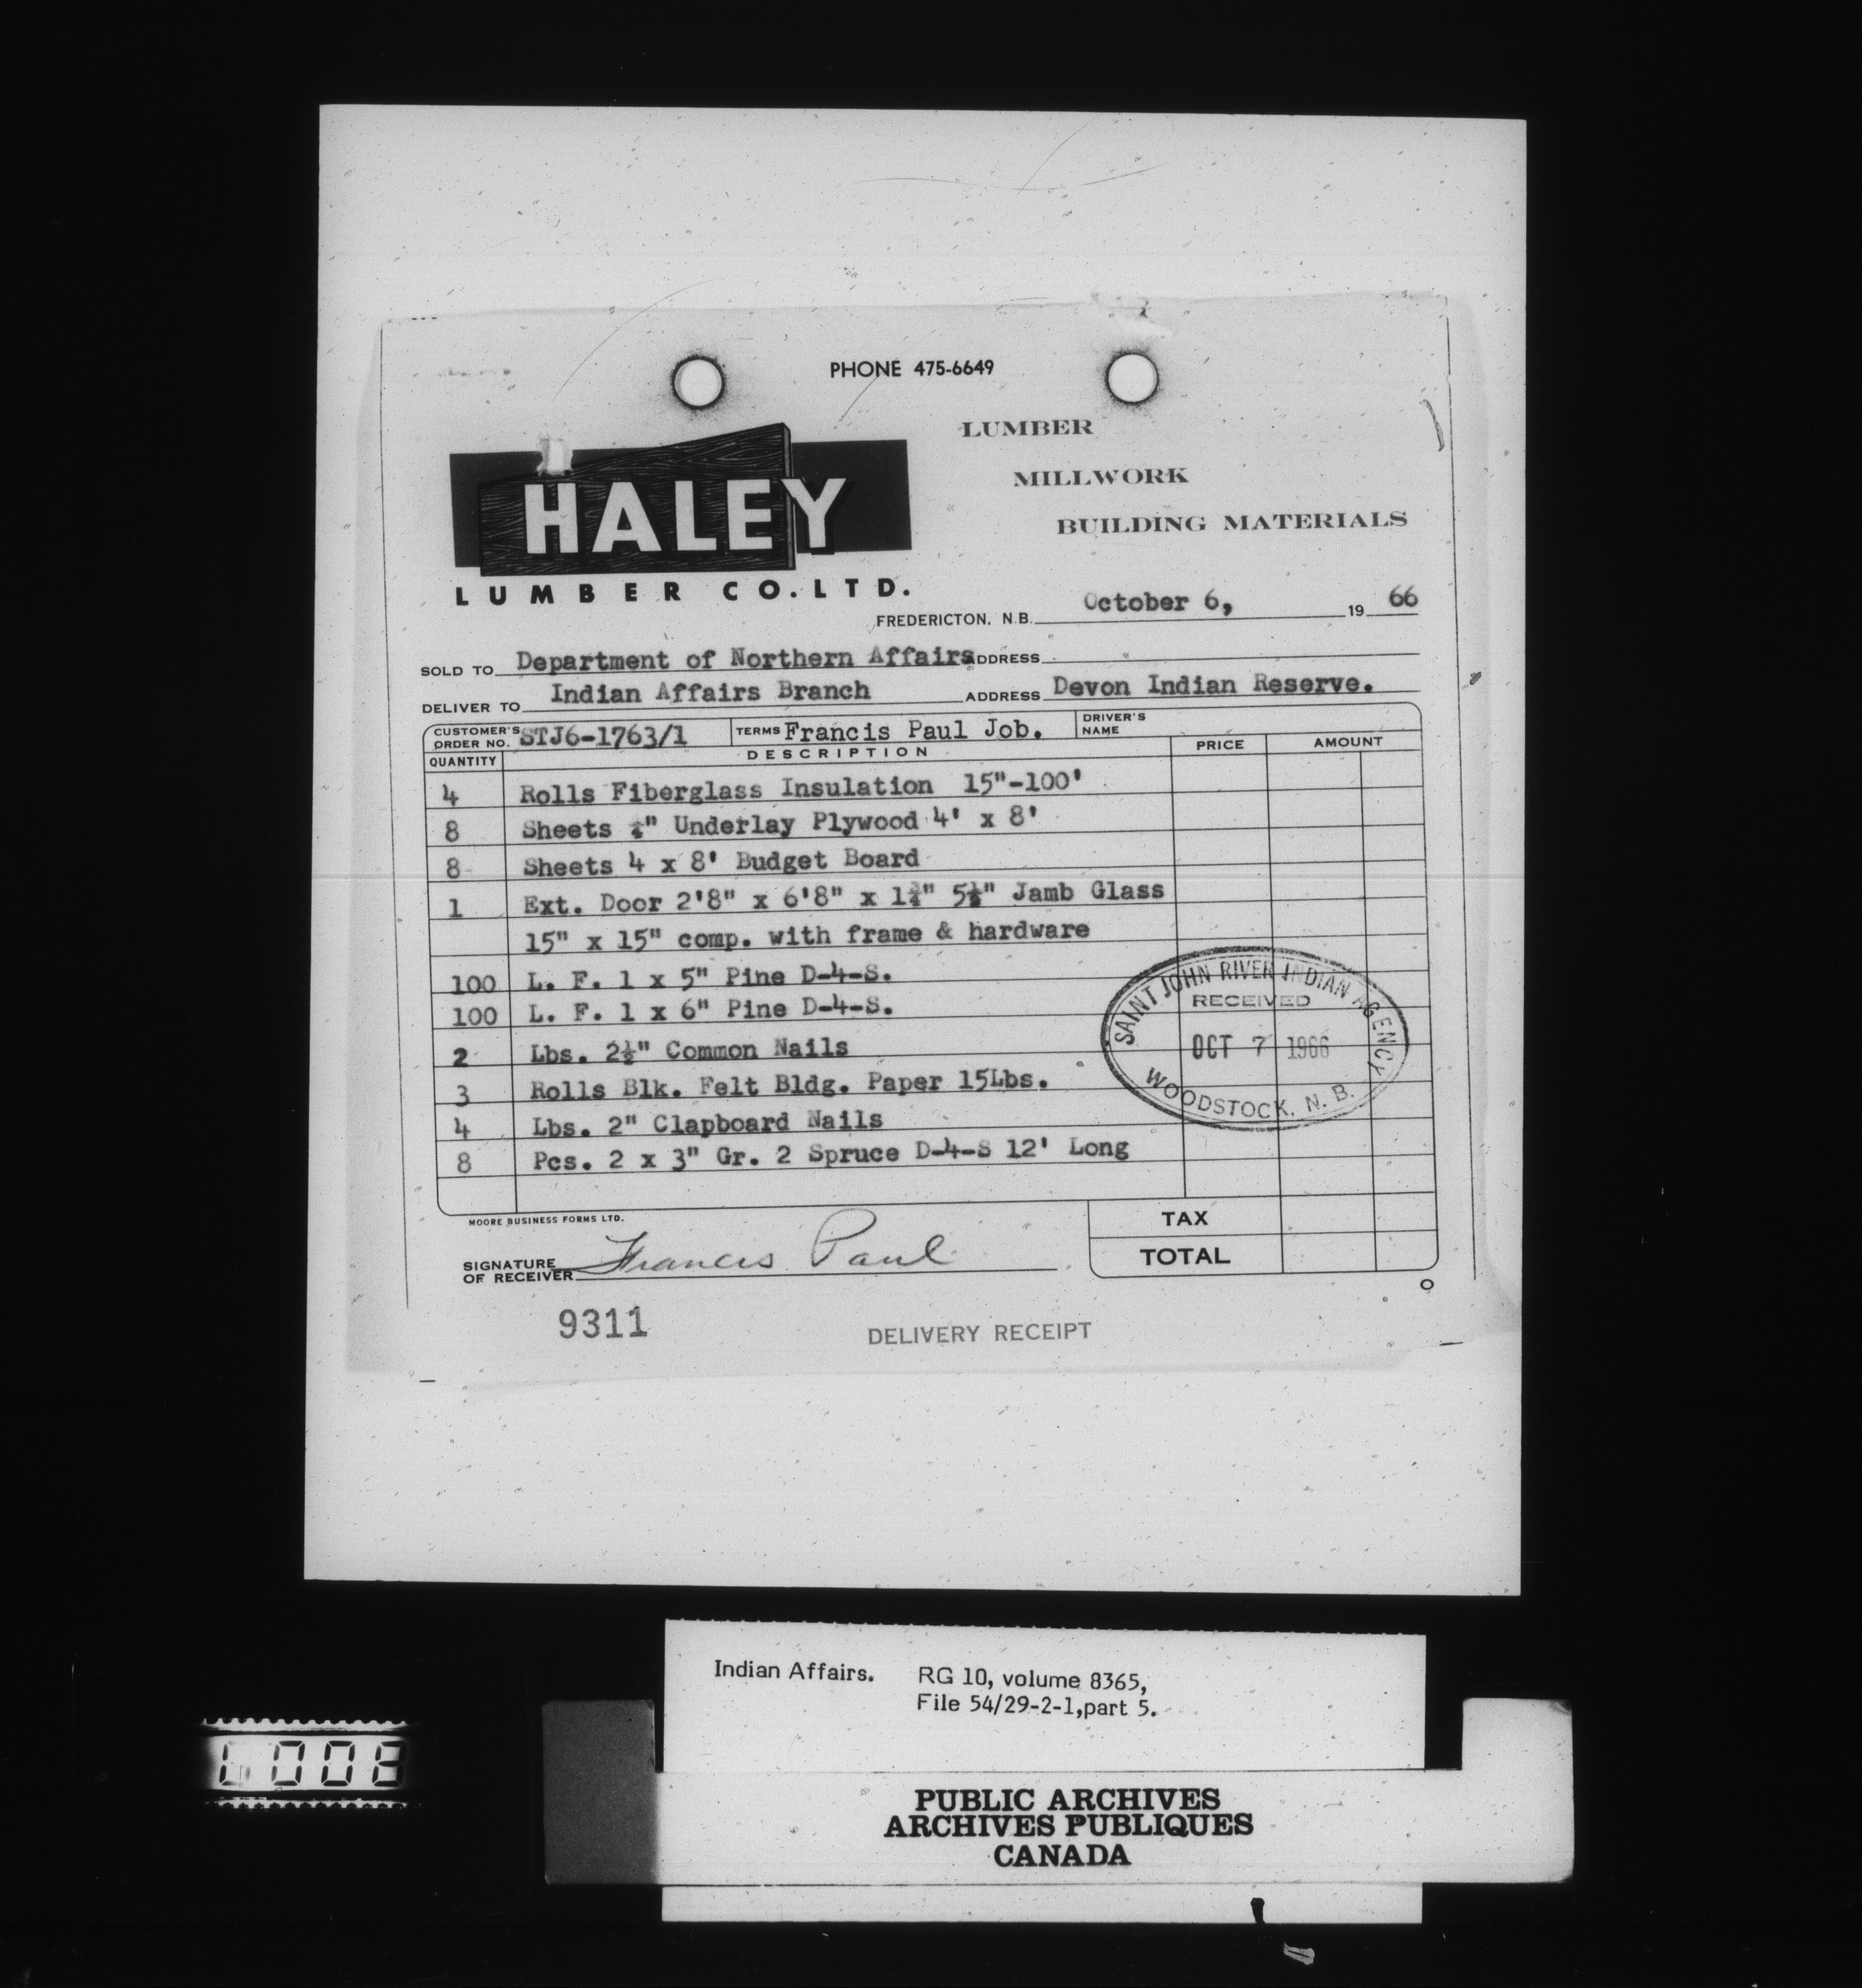 PHONE 475-6649
HALEY
LUMBER CO. LTD.
LUMBER
MILLWORK
BUILDING MATERIALS
FREDERICTON, N.B. October 6, 19 66
SOLD TO Department of Northern Affairs ADDRESS
DELIVER TO Indian Affairs Branch ADDRESS Devon Indian Reserve.
CUSTOMER'S ORDER NO. STJ6-1763/1 TERMS Francis Paul Job. DRIVER'S NAME
QUANTITY DESCRIPTION PRICE AMOUNT
4 Rolls Fiberglass Insulation 15"-100'
8 Sheets ¼" Underlay Plywood 4' x 8'
8 Sheets 4 x 8' Budget Board
1 Ext. Door 2'8" x 6'8" x 1¾" 5½" Jamb Glass
15" x 15" comp. with frame & hardware
100 L. F. 1 x 5" Pine D-4-S.
100 L. F. 1 x 6" Pine D-4-S.
2 Lbs. 2½" Common Nails
3 Rolls Blk. Felt Bldg. Paper 15Lbs.
4 Lbs. 2" Clapboard Nails
8 Pcs. 2 x 3" Gr. 2 Spruce D-4-S 12' Long
SAINT JOHN RIVER INDIAN AGENCY
RECEIVED
OCT 7 1966
WOODSTOCK, N. B.
MOORE BUSINESS FORMS LTD.
TAX
TOTAL
SIGNATURE OF RECEIVER Francis Paul
9311
DELIVERY RECEIPT
Indian Affairs. RG 10, volume 8365,
File 54/29-2-1,part 5.
PUBLIC ARCHIVES
ARCHIVES PUBLIQUES
CANADA